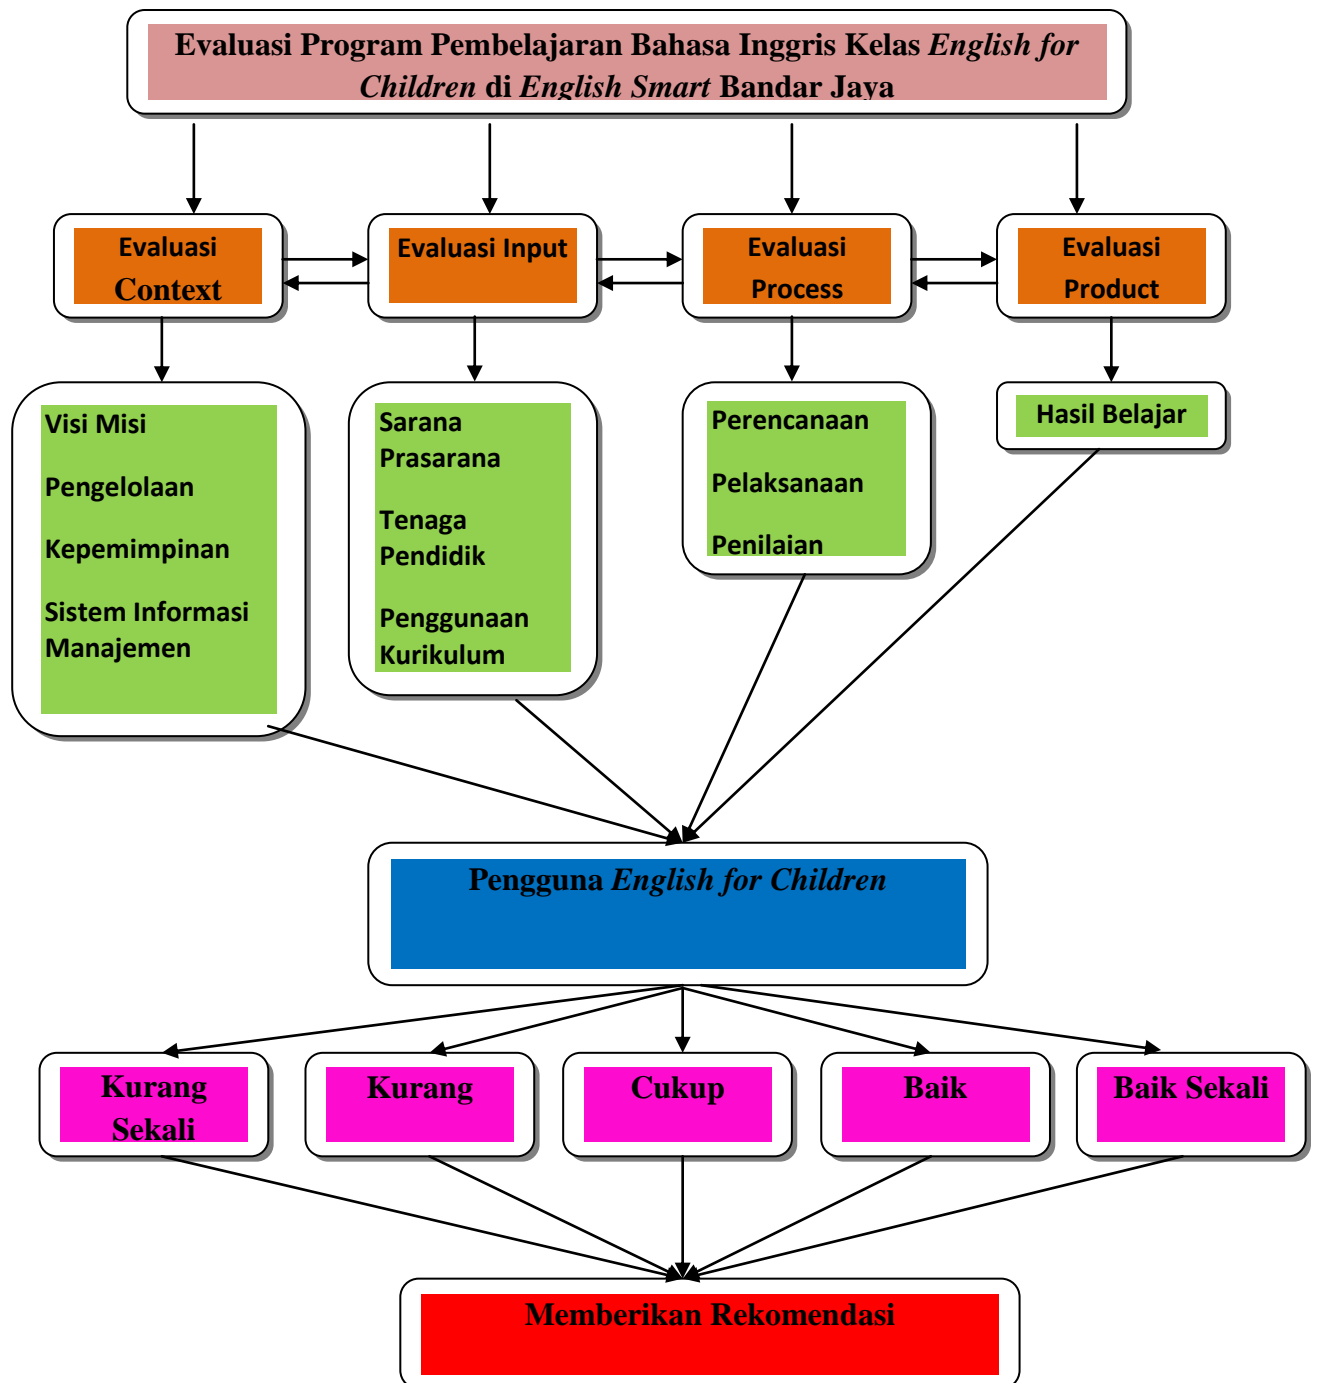 Evaluasi Program Pembelajaran Bahasa Inggris Kelas English for
Children di English Smart Bandar Jaya
Evaluasi
Context
Evaluasi Input
Evaluasi
Process
Evaluasi
Product
Visi Misi
Pengelolaan
Kepemimpinan
Sistem Informasi
Manajemen
Sarana
Prasarana
Tenaga
Pendidik
Penggunaan
Kurikulum
Perencanaan
Pelaksanaan
Penilaian
Hasil Belajar
Pengguna English for Children
Kurang
Sekali
Kurang
Cukup
Baik
Baik Sekali
Memberikan Rekomendasi